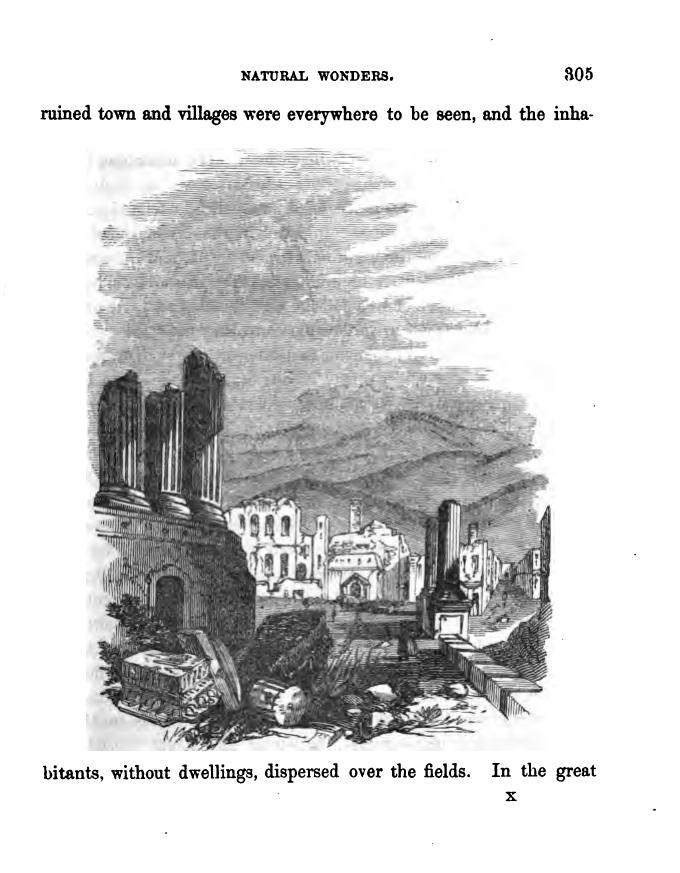 NATURAL WONDERS. 305
ruined town and villages were everywhere to be seen, and the inha-
bitants, without dwellings, dispersed over the fields. In the great
X